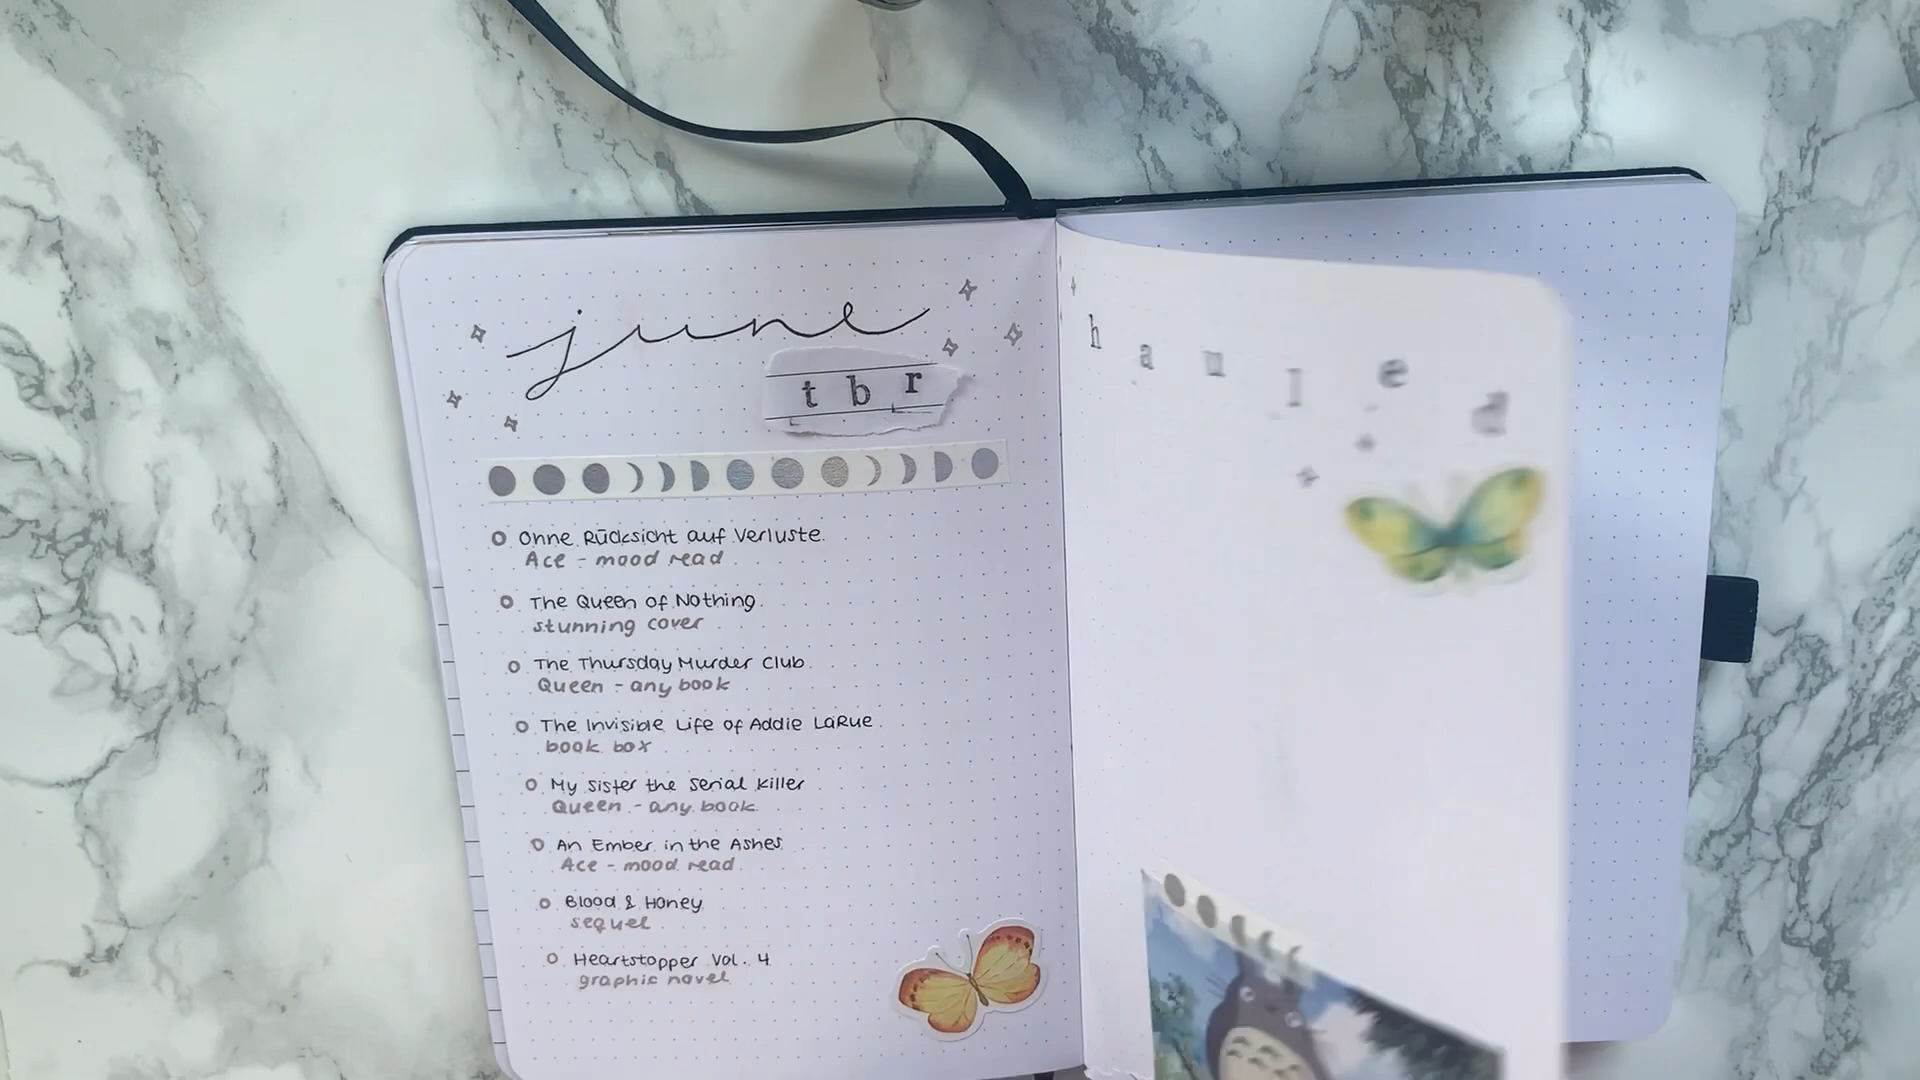 june
tbr
Ohne Rücksicht auf Verluste
Ace - mood read
The Queen of Nothing
stunning cover
The Thursday Murder Club
Queen - any book
The Invisible Life of Addie LaRue
book box
My sister the serial killer
Queen - any book
An Ember in the Ashes
Ace - mood read
Blood & Honey
sequel
Heartstopper Vol. 4
graphic novel
hauled